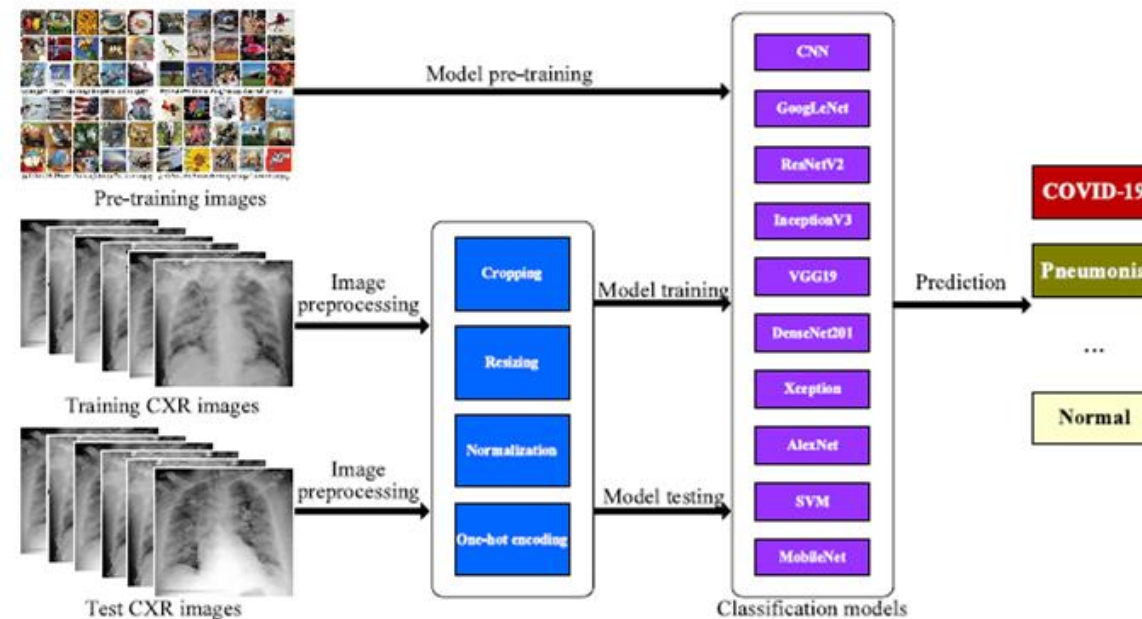 Model pre-training
Pre-training images
Image
preprocessing
Training CXR images
Image
preprocessing
Test CXR images
Cropping
Resizing
Normalization
One-hot encoding
Model training
Model testing
CNN
GoogLeNet
ResNetV2
InceptionV3
VGG19
DenseNet201
Xception
AlexNet
SVM
MobileNet
Classification models
Prediction
COVID-19
Pneumonia
...
Normal